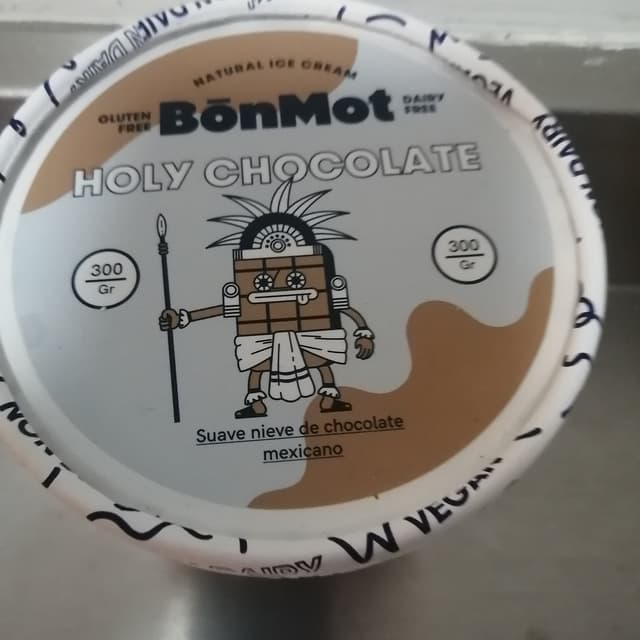 NATURAL ICE CREAM
GLUTEN
FREE
BōnMot
DAIRY
FREE
HOLY CHOCOLATE
300
Gr
300
Gr
Suave nieve de chocolate
mexicano
VEGAN
DAIRY